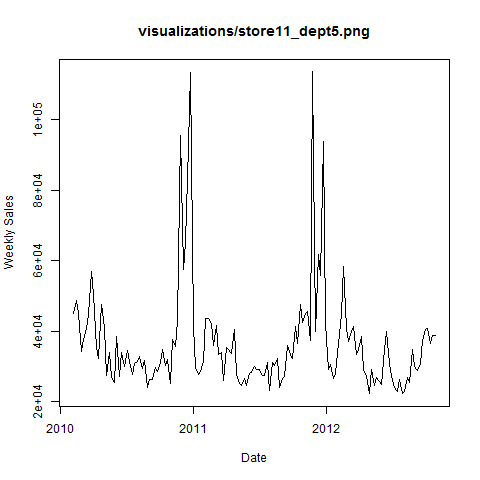 visualizations/store11_dept5.png
Weekly Sales
1e+05
8e+04
6e+04
4e+04
2e+04
2010 2011 2012
Date